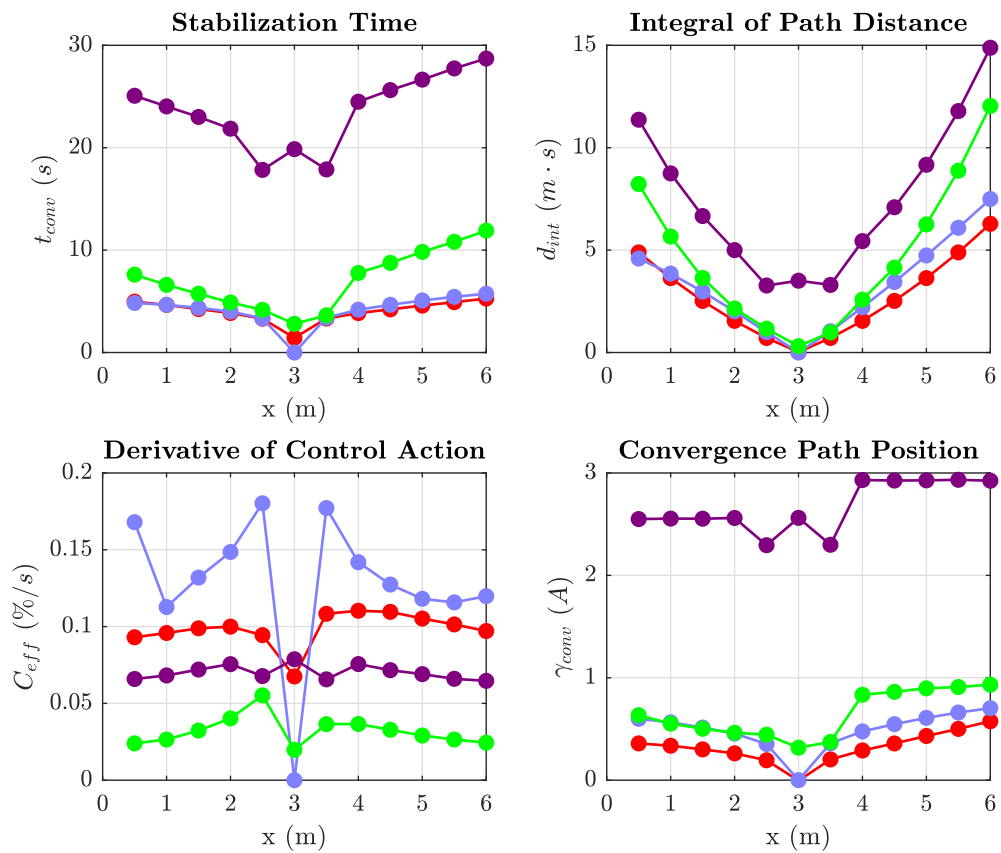 Stabilization Time
30
20
10
0
t_conv (s)
0 1 2 3 4 5 6
x (m)
Integral of Path Distance
15
10
5
0
d_int (m · s)
0 1 2 3 4 5 6
x (m)
Derivative of Control Action
0.2
0.15
0.1
0.05
0
C_eff (%/s)
0 1 2 3 4 5 6
x (m)
Convergence Path Position
3
2
1
0
γ_conv (A)
0 1 2 3 4 5 6
x (m)